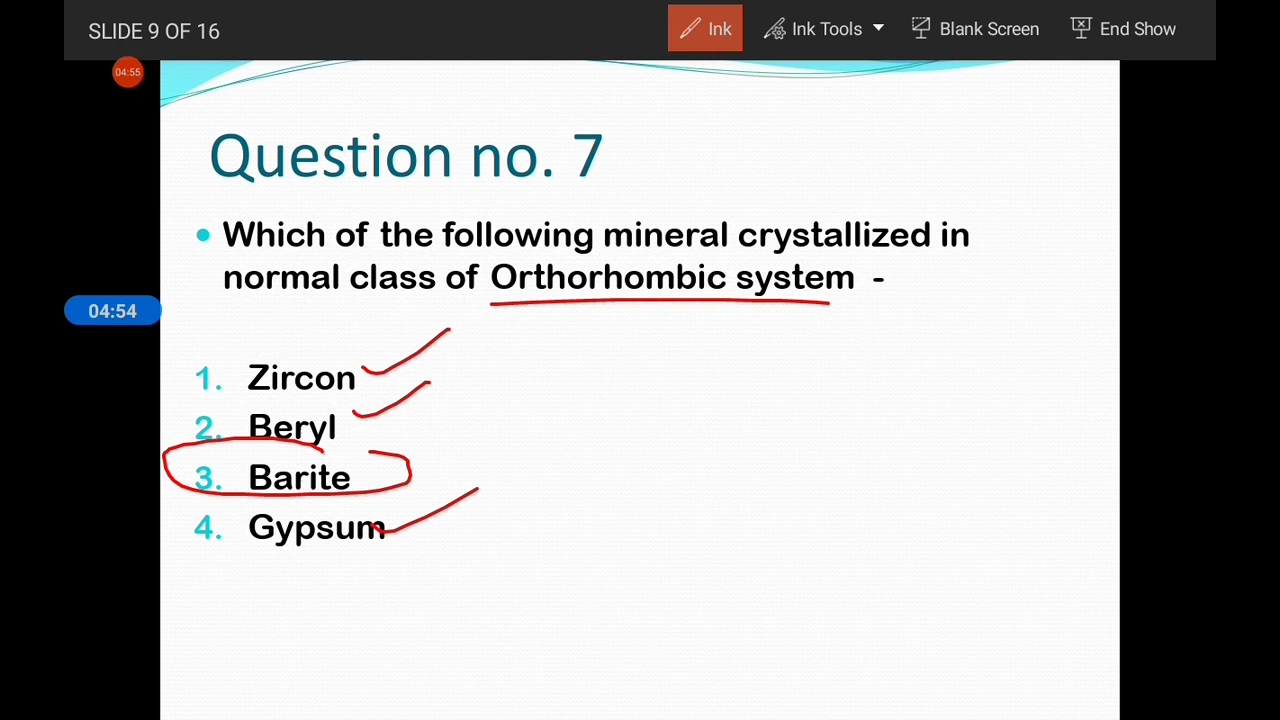 SLIDE 9 OF 16
Ink
Ink Tools
Blank Screen
End Show
04:55
Question no. 7
• Which of the following mineral crystallized in
normal class of Orthorhombic system -
04:54
1. Zircon
2. Beryl
3. Barite
4. Gypsum